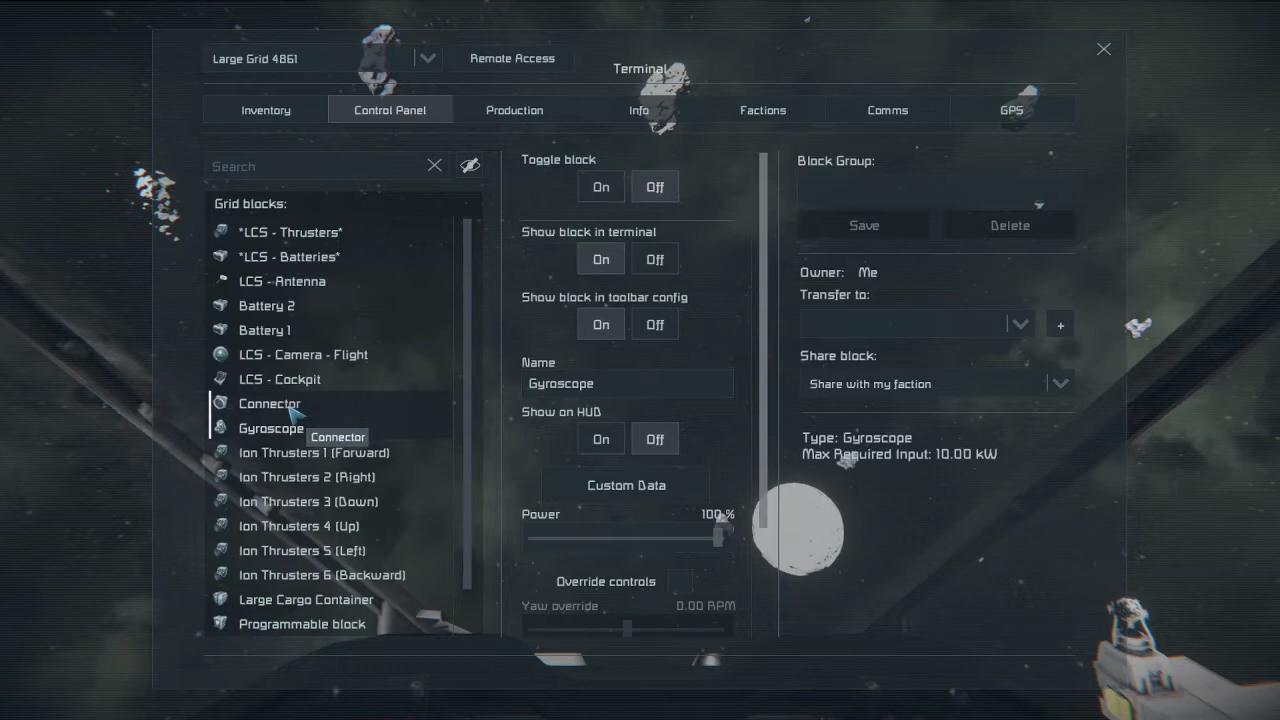 Large Grid 4861
Remote Access
Terminal
Inventory
Control Panel
Production
Info
Factions
Comms
GPS
Search
Grid blocks:
*LCS - Thrusters*
*LCS - Batteries*
LCS - Antenna
Battery 2
Battery 1
LCS - Camera - Flight
LCS - Cockpit
Connector
Gyroscope
Connector
Ion Thrusters 1 (Forward)
Ion Thrusters 2 (Right)
Ion Thrusters 3 (Down)
Ion Thrusters 4 (Up)
Ion Thrusters 5 (Left)
Ion Thrusters 6 (Backward)
Large Cargo Container
Programmable block
Toggle block
On Off
Show block in terminal
On Off
Show block in toolbar config
On Off
Name
Gyroscope
Show on HUD
On Off
Custom Data
Power 100 %
Override controls
Yaw override 0.00 RPM
Block Group:
Save Delete
Owner: Me
Transfer to:
+
Share block:
Share with my faction
Type: Gyroscope
Max Required Input: 10.00 kW